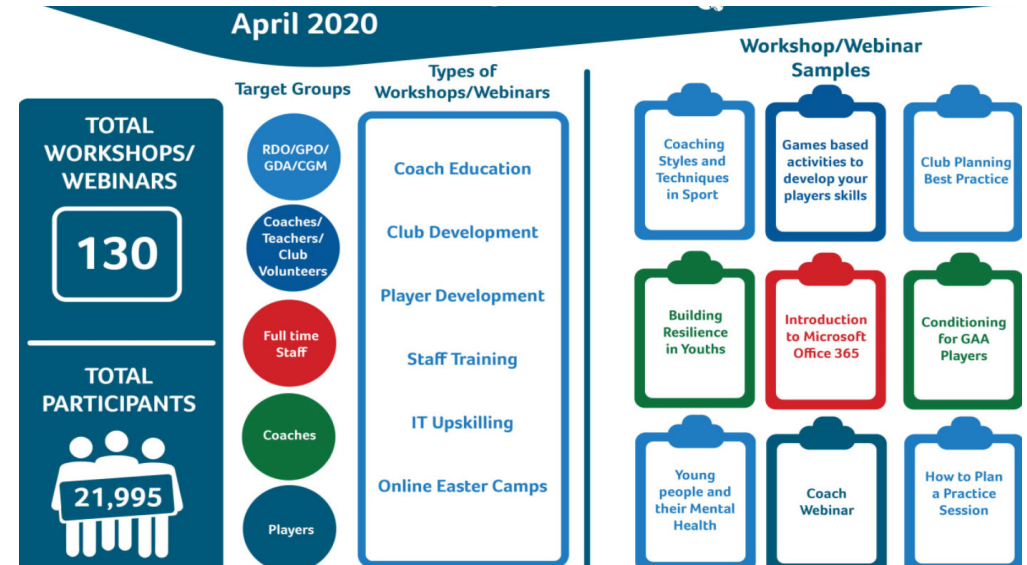 April 2020
TOTAL
WORKSHOPS/
WEBINARS
130
TOTAL
PARTICIPANTS
21,995
Target Groups
RDO/GPO/
GDA/CGM
Coaches/
Teachers/
Club
Volunteers
Full time
Staff
Coaches
Players
Types of
Workshops/Webinars
Coach Education
Club Development
Player Development
Staff Training
IT Upskilling
Online Easter Camps
Workshop/Webinar
Samples
Coaching
Styles and
Techniques
in Sport
Games based
activities to
develop your
players skills
Club Planning
Best Practice
Building
Resilience
in Youths
Introduction
to Microsoft
Office 365
Conditioning
for GAA
Players
Young
people and
their Mental
Health
Coach
Webinar
How to Plan
a Practice
Session